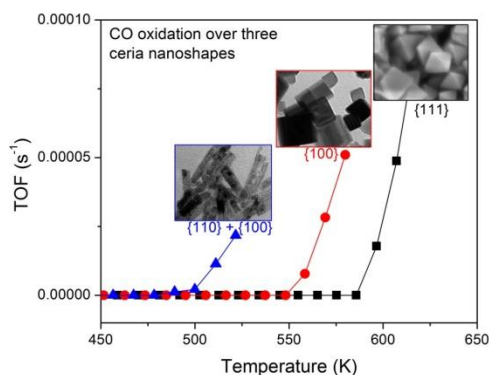 CO oxidation over three
ceria nanoshapes
0.00010
0.00005
0.00000
TOF (s⁻¹)
{110} + {100}
{100}
{111}
450 500 550 600 650
Temperature (K)